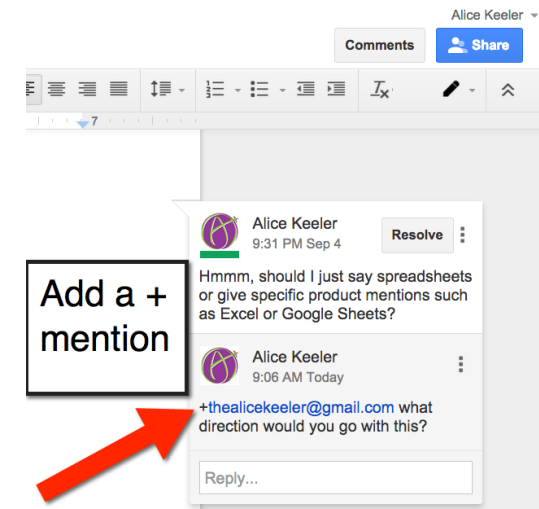 Alice Keeler
Comments
Share
7
Alice Keeler
9:31 PM Sep 4
Resolve
Hmmm, should I just say spreadsheets
or give specific product mentions such
as Excel or Google Sheets?
Add a +
mention
Alice Keeler
9:06 AM Today
+thealicekeeler@gmail.com what
direction would you go with this?
Reply...